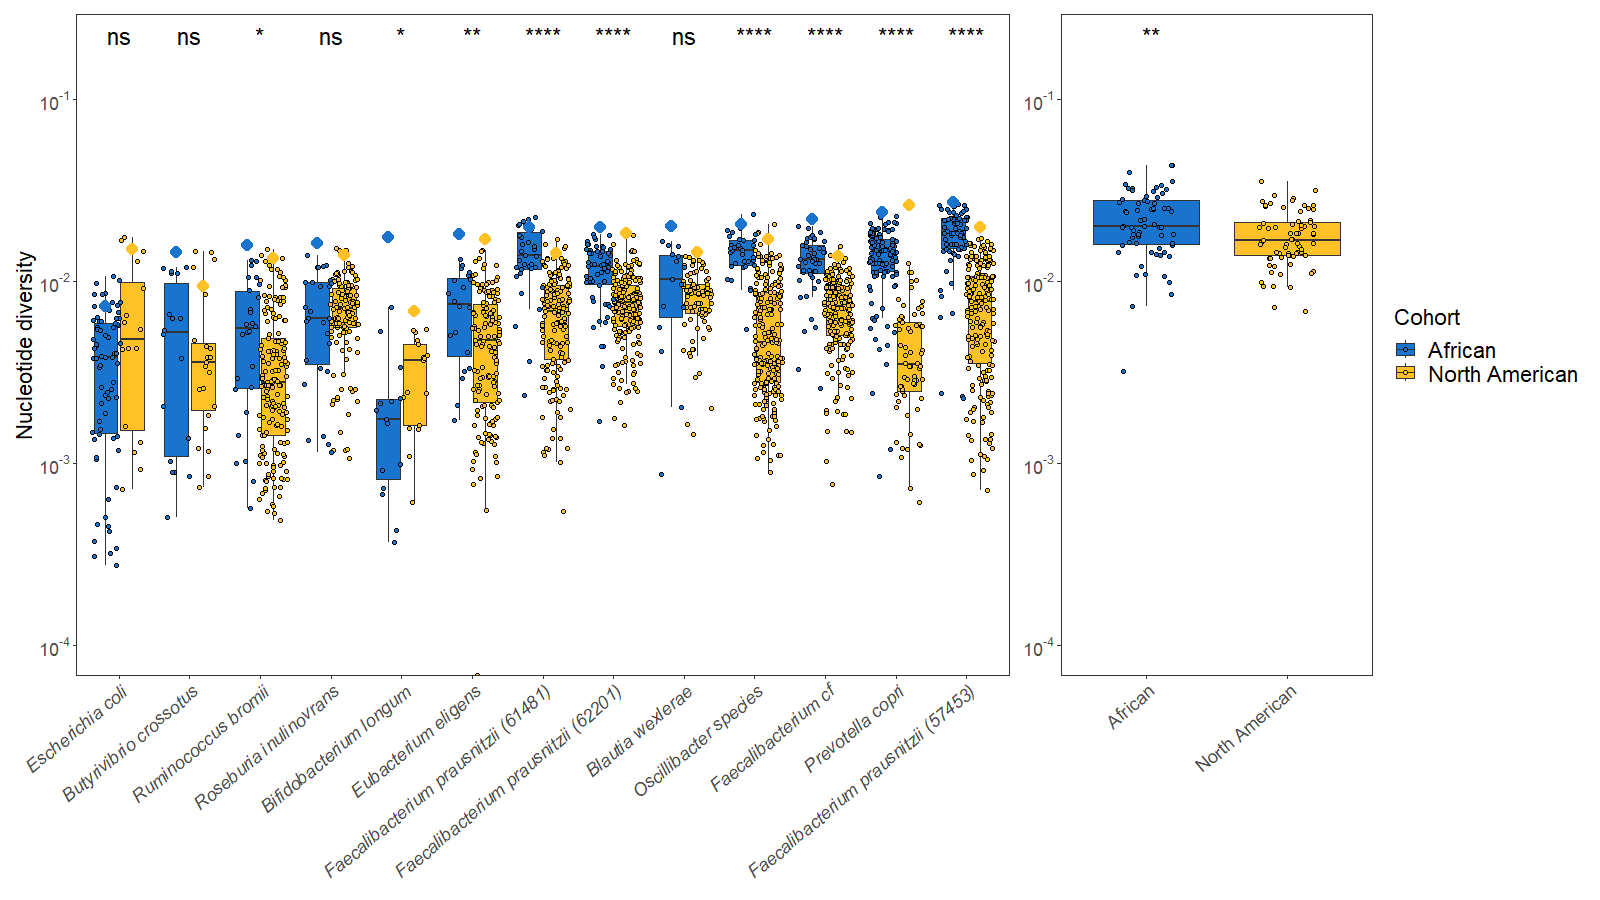 ns ns * ns * ** **** **** ns **** **** **** ****
**
10-1 10-1
10-2 10-2
10-3 10-3
10-4 10-4
Nucleotide diversity
Escherichia coli
Butyrivibrio crossotus
Ruminococcus bromii
Roseburia inulinovrans
Bifidobacterium longum
Eubacterium eligens
Faecalibacterium prausnitzii (61481)
Faecalibacterium prausnitzii (62201)
Blautia wexlerae
Oscillibacter species
Faecalibacterium cf
Prevotella copri
Faecalibacterium prausnitzii (57453)
African
North American
Cohort
African
North American